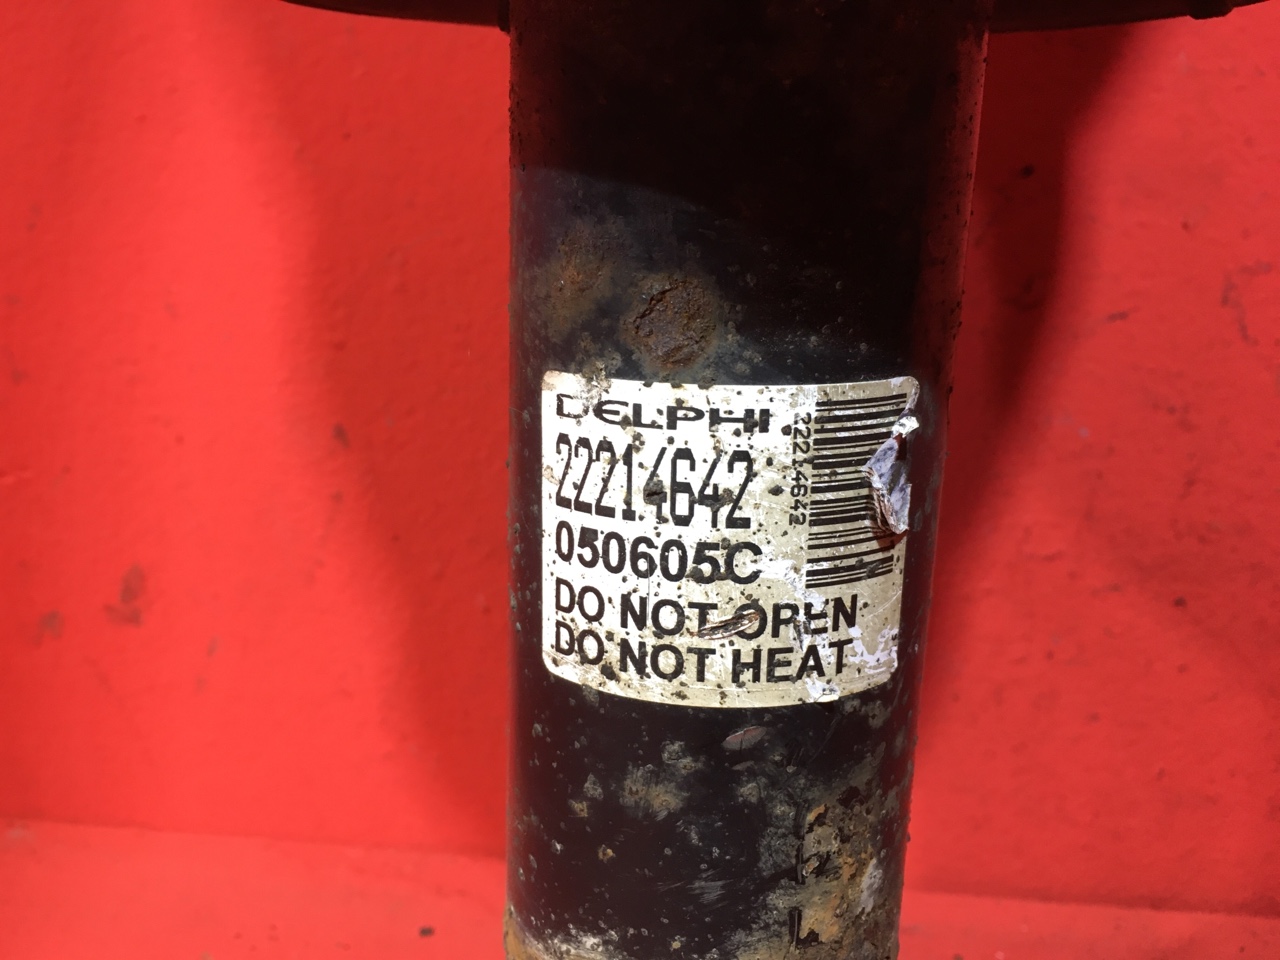 DELPHI
22214642
050605C
DO NOT OPEN
DO NOT HEAT
22214642